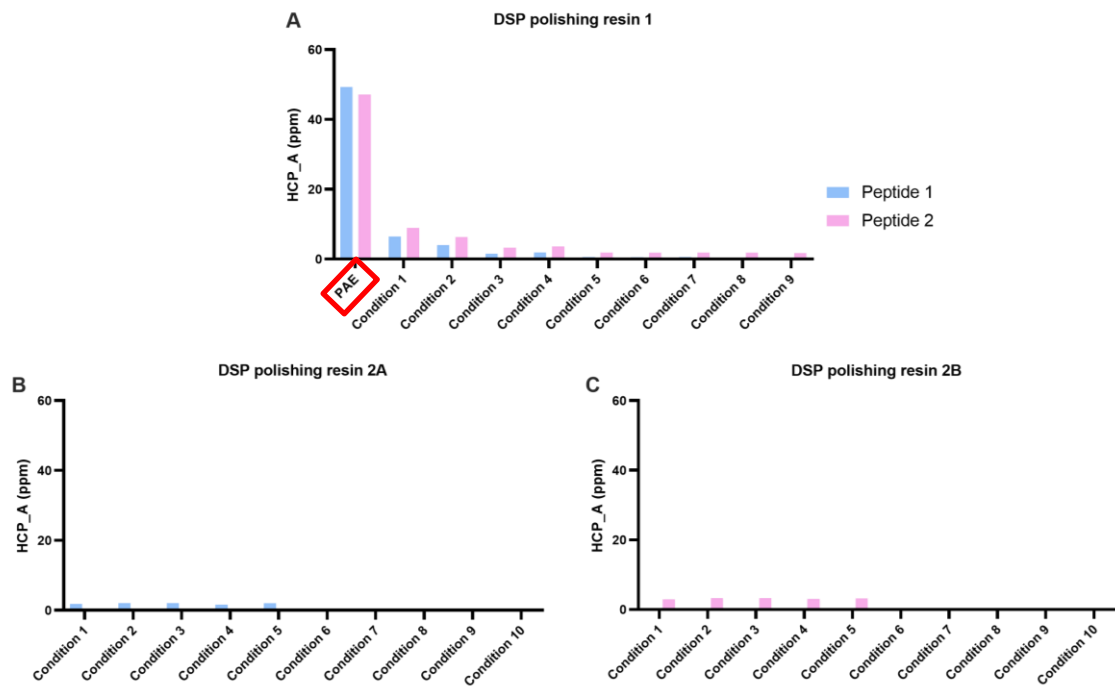 A
DSP polishing resin 1
HCP_A (ppm)
60
40
20
0
PAE
Condition 1
Condition 2
Condition 3
Condition 4
Condition 5
Condition 6
Condition 7
Condition 8
Condition 9
Peptide 1
Peptide 2
B
DSP polishing resin 2A
HCP_A (ppm)
60
40
20
0
Condition 1
Condition 2
Condition 3
Condition 4
Condition 5
Condition 6
Condition 7
Condition 8
Condition 9
Condition 10
C
DSP polishing resin 2B
HCP_A (ppm)
60
40
20
0
Condition 1
Condition 2
Condition 3
Condition 4
Condition 5
Condition 6
Condition 7
Condition 8
Condition 9
Condition 10